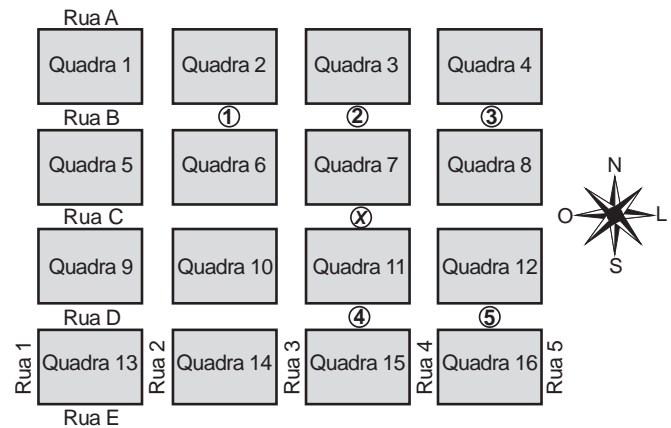 Rua A
Quadra 1 Quadra 2 Quadra 3 Quadra 4
Rua B 1 2 3
Quadra 5 Quadra 6 Quadra 7 Quadra 8
N
O L
S
Rua C X
Quadra 9 Quadra 10 Quadra 11 Quadra 12
Rua D 4 5
Rua 1 Quadra 13 Rua 2 Quadra 14 Rua 3 Quadra 15 Rua 4 Quadra 16 Rua 5
Rua E